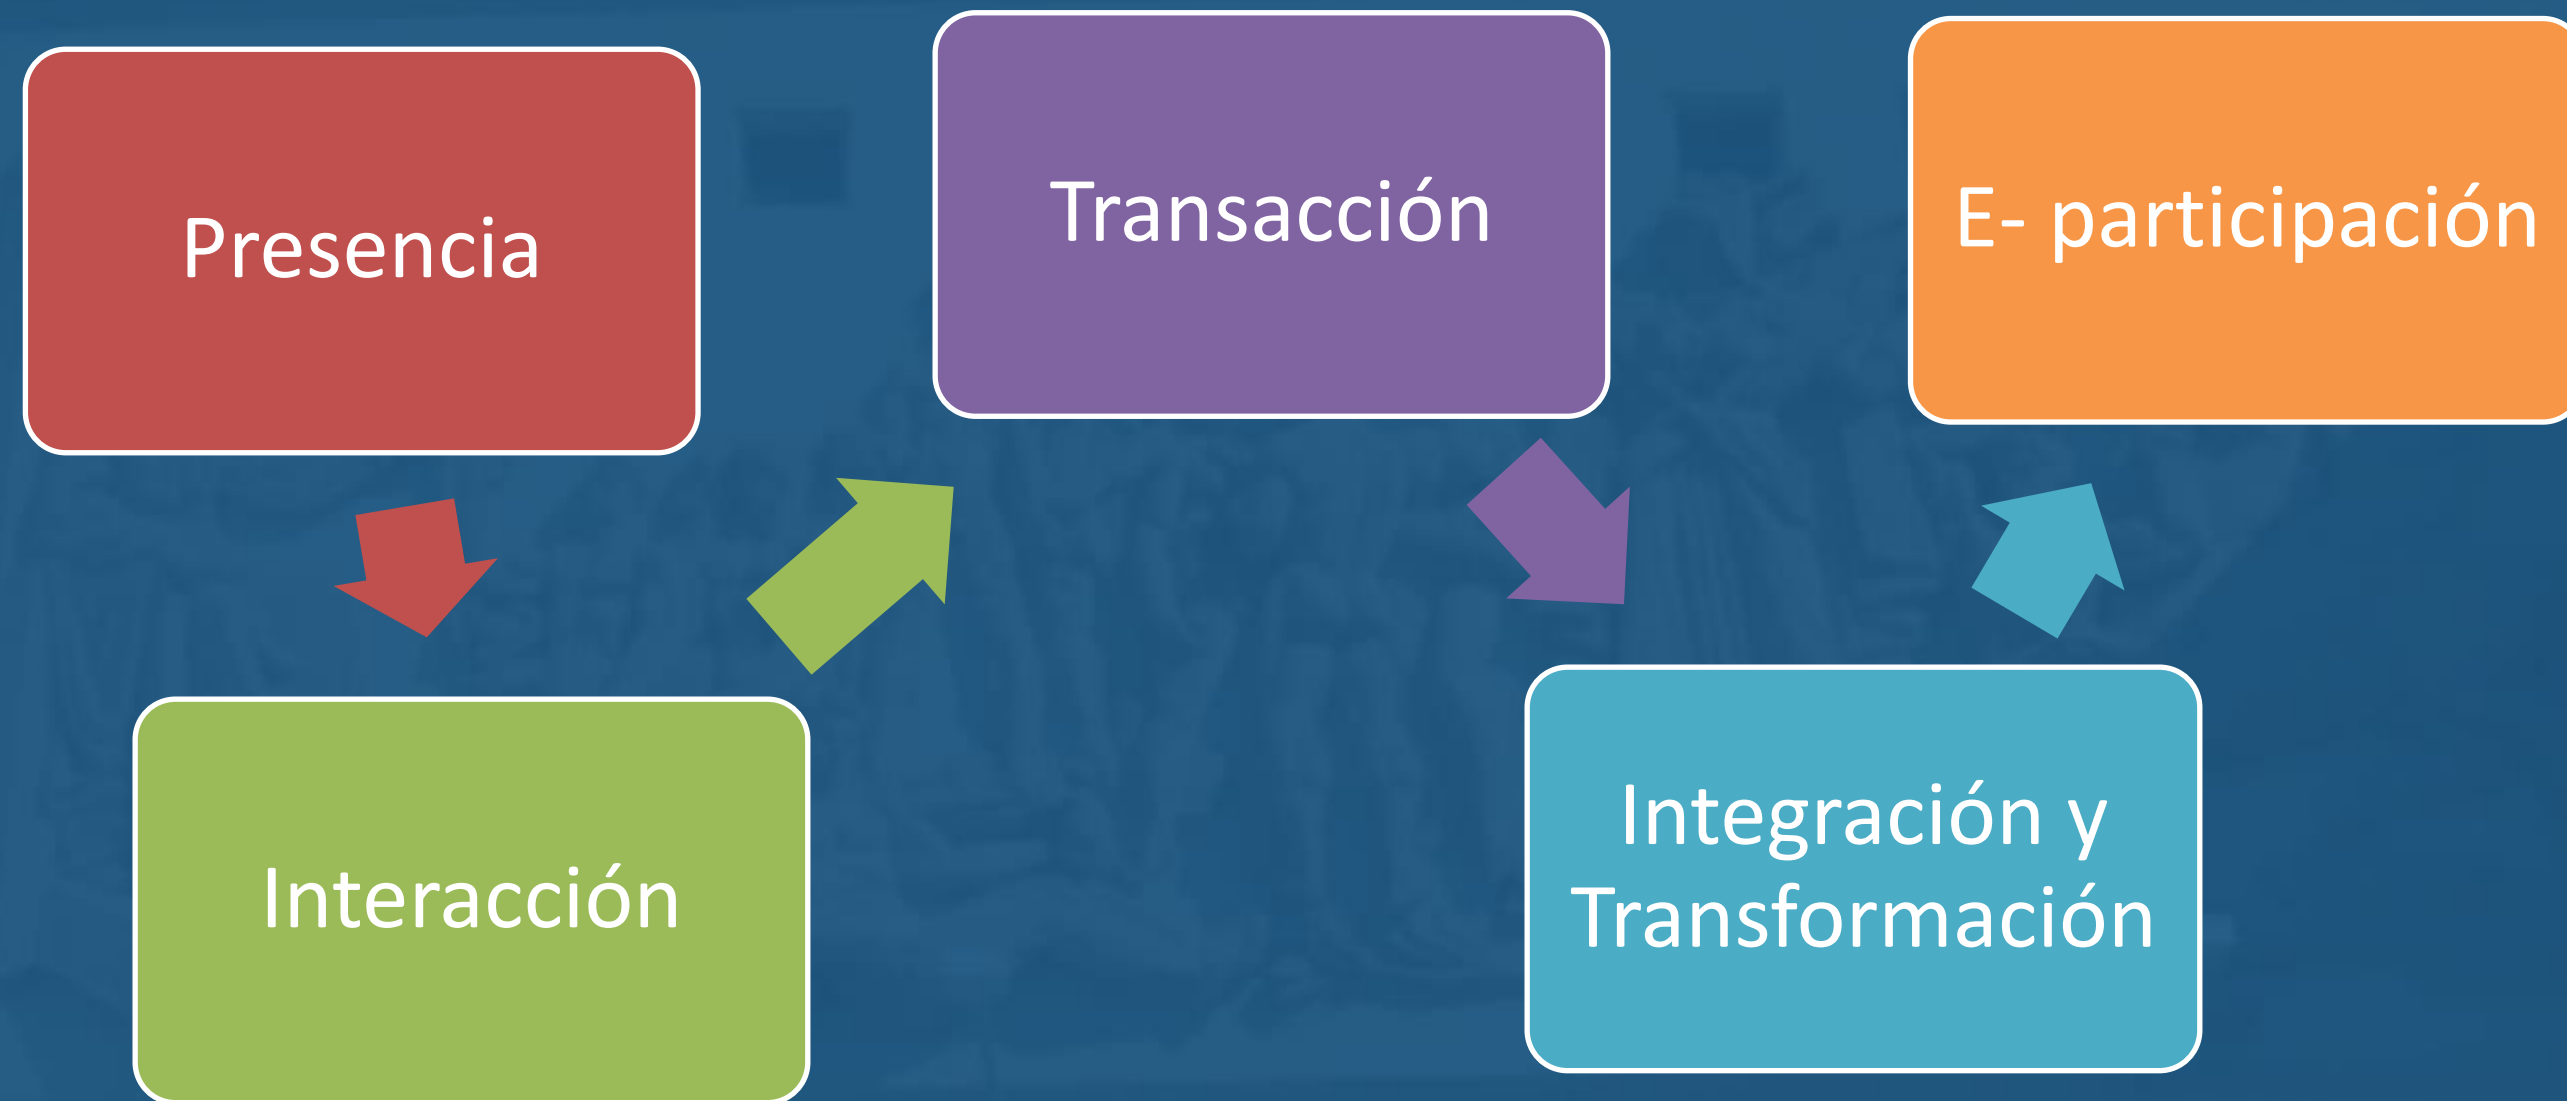 Presencia
Interacción
Transacción
Integración y
Transformación
E- participación